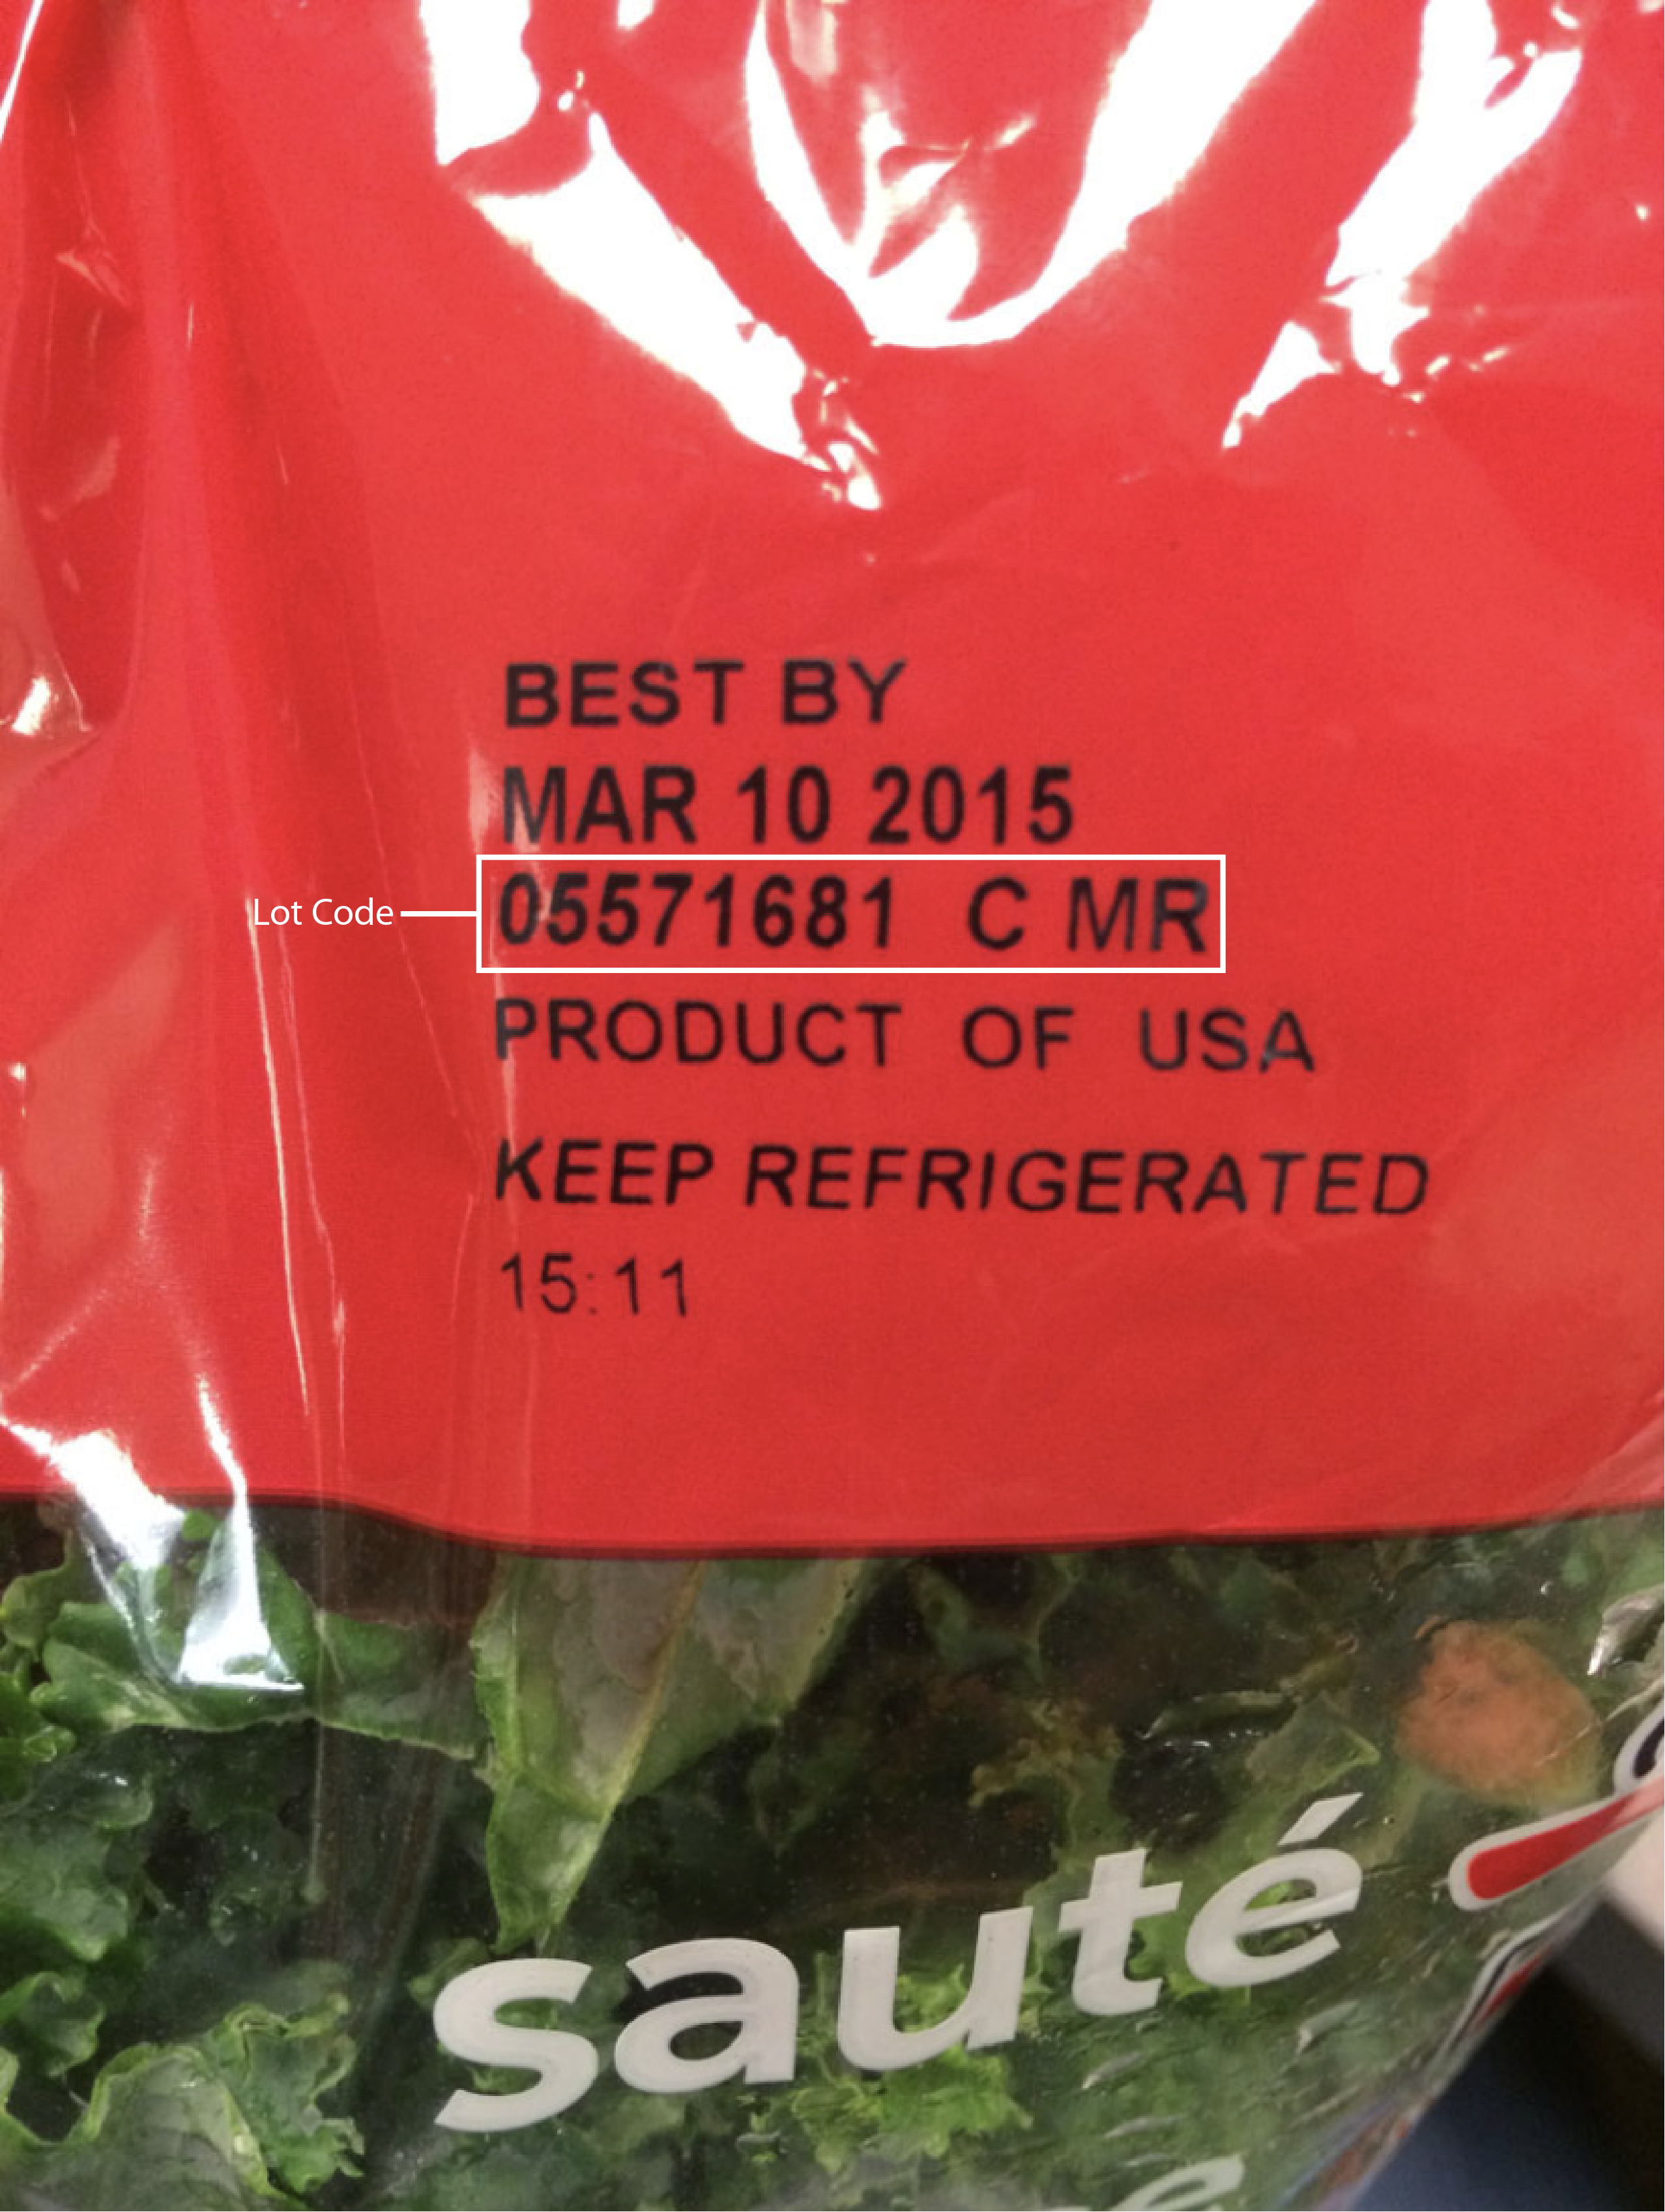 BEST BY
MAR 10 2015
Lot Code
05571681 C MR
PRODUCT OF USA
KEEP REFRIGERATED
15:11
sauté